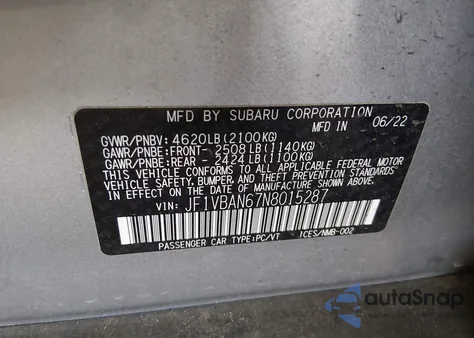 MFD BY SUBARU CORPORATION
MFD IN 06/22
GVWR/PNBV: 4620LB(2100KG)
GAWR/PNBE:FRONT- 2508LB(1140KG)
GAWR/PNBE:REAR - 2424LB(1100KG)
THIS VEHICLE CONFORMS TO ALL APPLICABLE FEDERAL MOTOR
VEHICLE SAFETY, BUMPER, AND THEFT PREVENTION STANDARDS
IN EFFECT ON THE DATE OF MANUFACTURE SHOWN ABOVE.
VIN: JF1VBAN67N8015287
PASSENGER CAR TYPE:PC/VT ICES/NMB-002
autoSnap